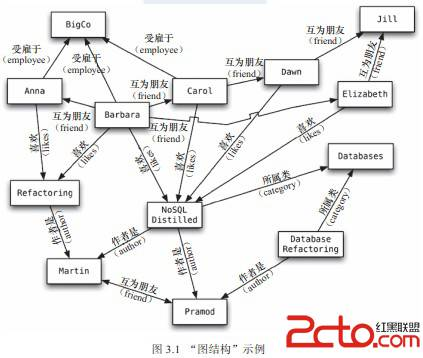 BigCo
Jill
受雇于
(employee)
受雇于
(employee)
受雇于
(employee)
互为朋友
(friend)
互为朋友
(friend)
Dawn
互为朋友
(friend)
Anna
Carol
Elizabeth
互为朋友
(friend)
Barbara
互为朋友
(friend)
喜欢
(likes)
喜欢
(likes)
喜欢
(likes)
喜欢
(likes)
喜欢
(likes)
喜欢
(likes)
Databases
Refactoring
NoSQL
Distilled
所属类
(category)
所属类
(category)
作者是
(author)
作者是
(author)
作者是
(author)
Database
Refactoring
Martin
作者是
(author)
互为朋友
(friend)
Pramod
2cto.com
红黑联盟
图 3.1 “图结构”示例